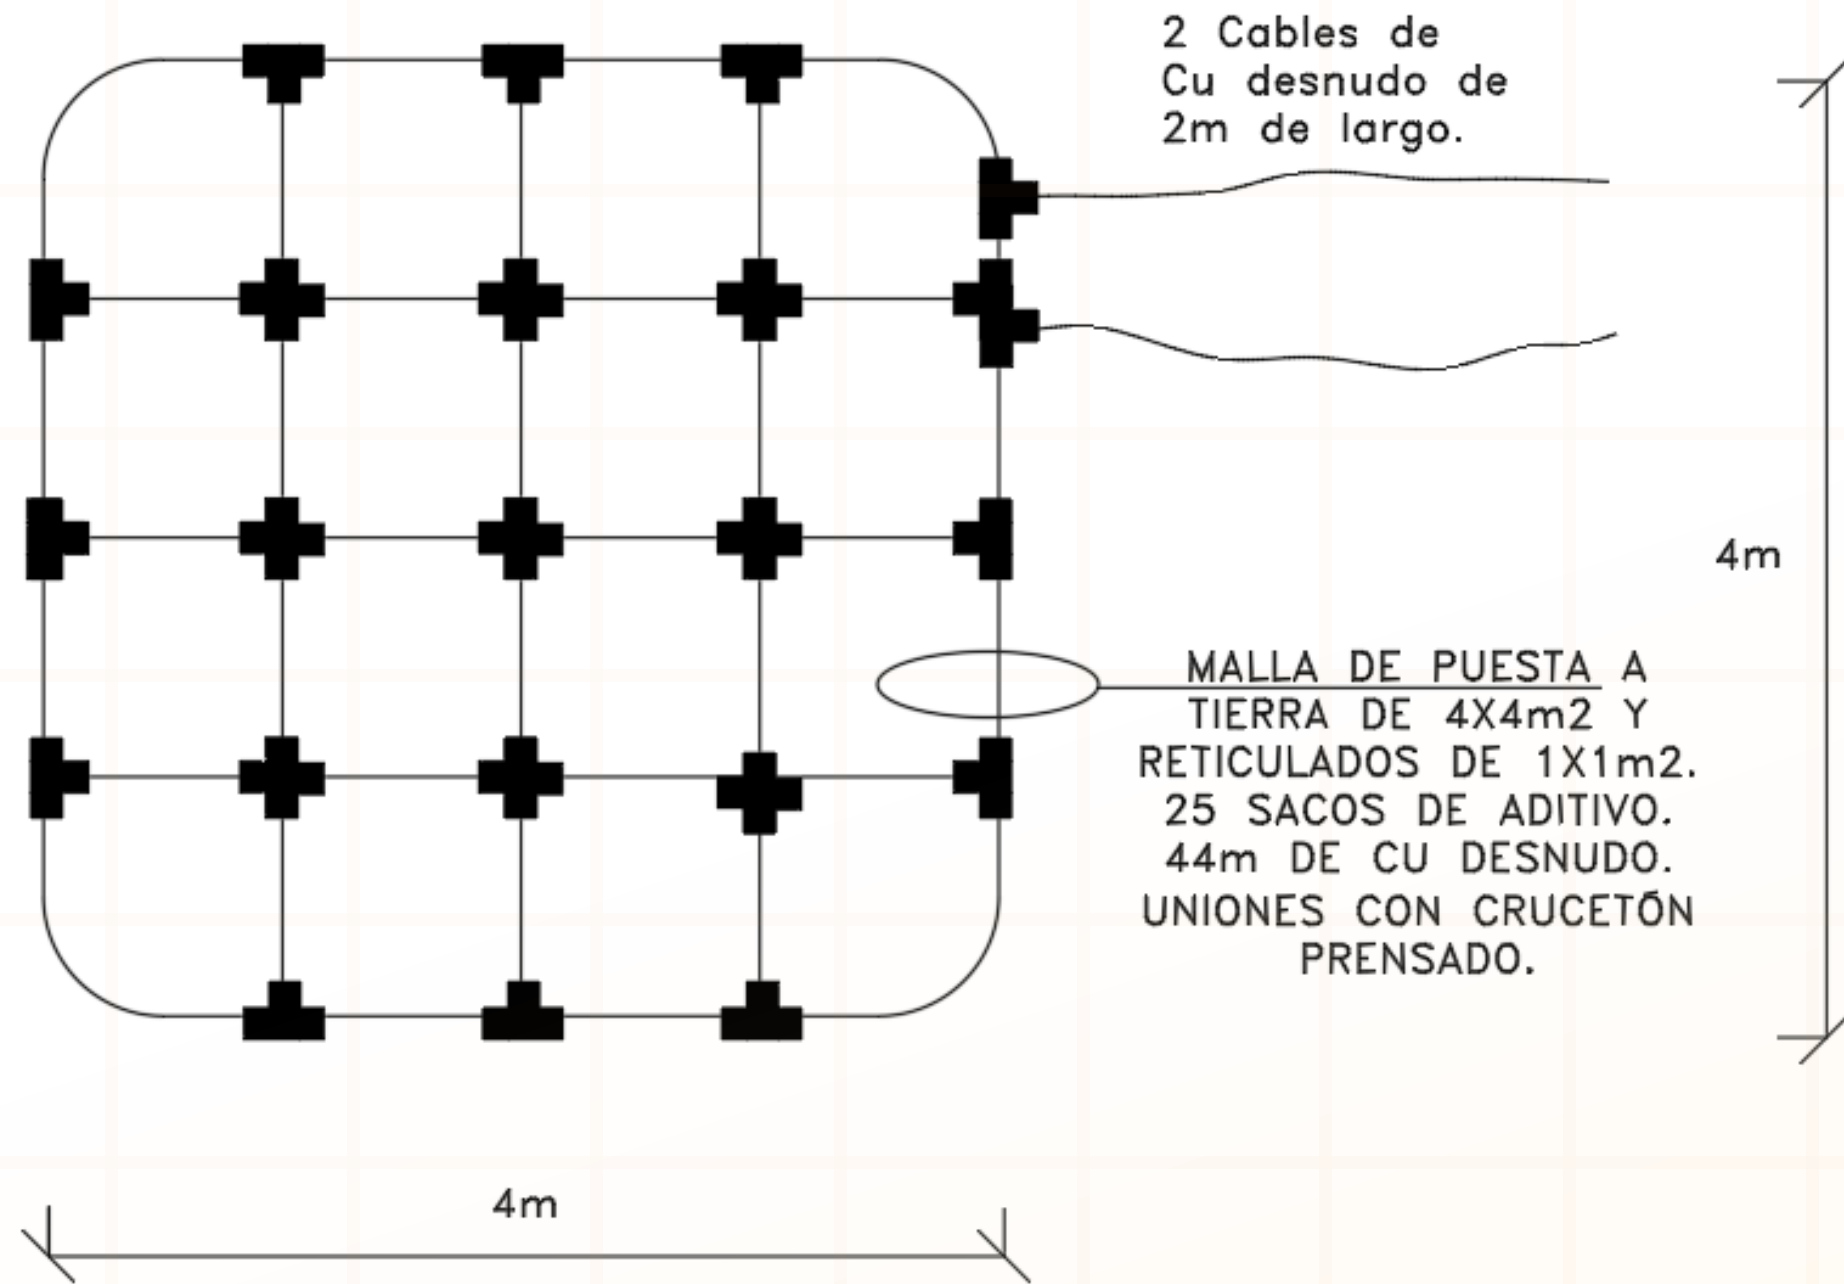 2 Cables de
Cu desnudo de
2m de largo.
4m
MALLA DE PUESTA A
TIERRA DE 4X4m2 Y
RETICULADOS DE 1X1m2.
25 SACOS DE ADITIVO.
44m DE CU DESNUDO.
UNIONES CON CRUCETÓN
PRENSADO.
4m